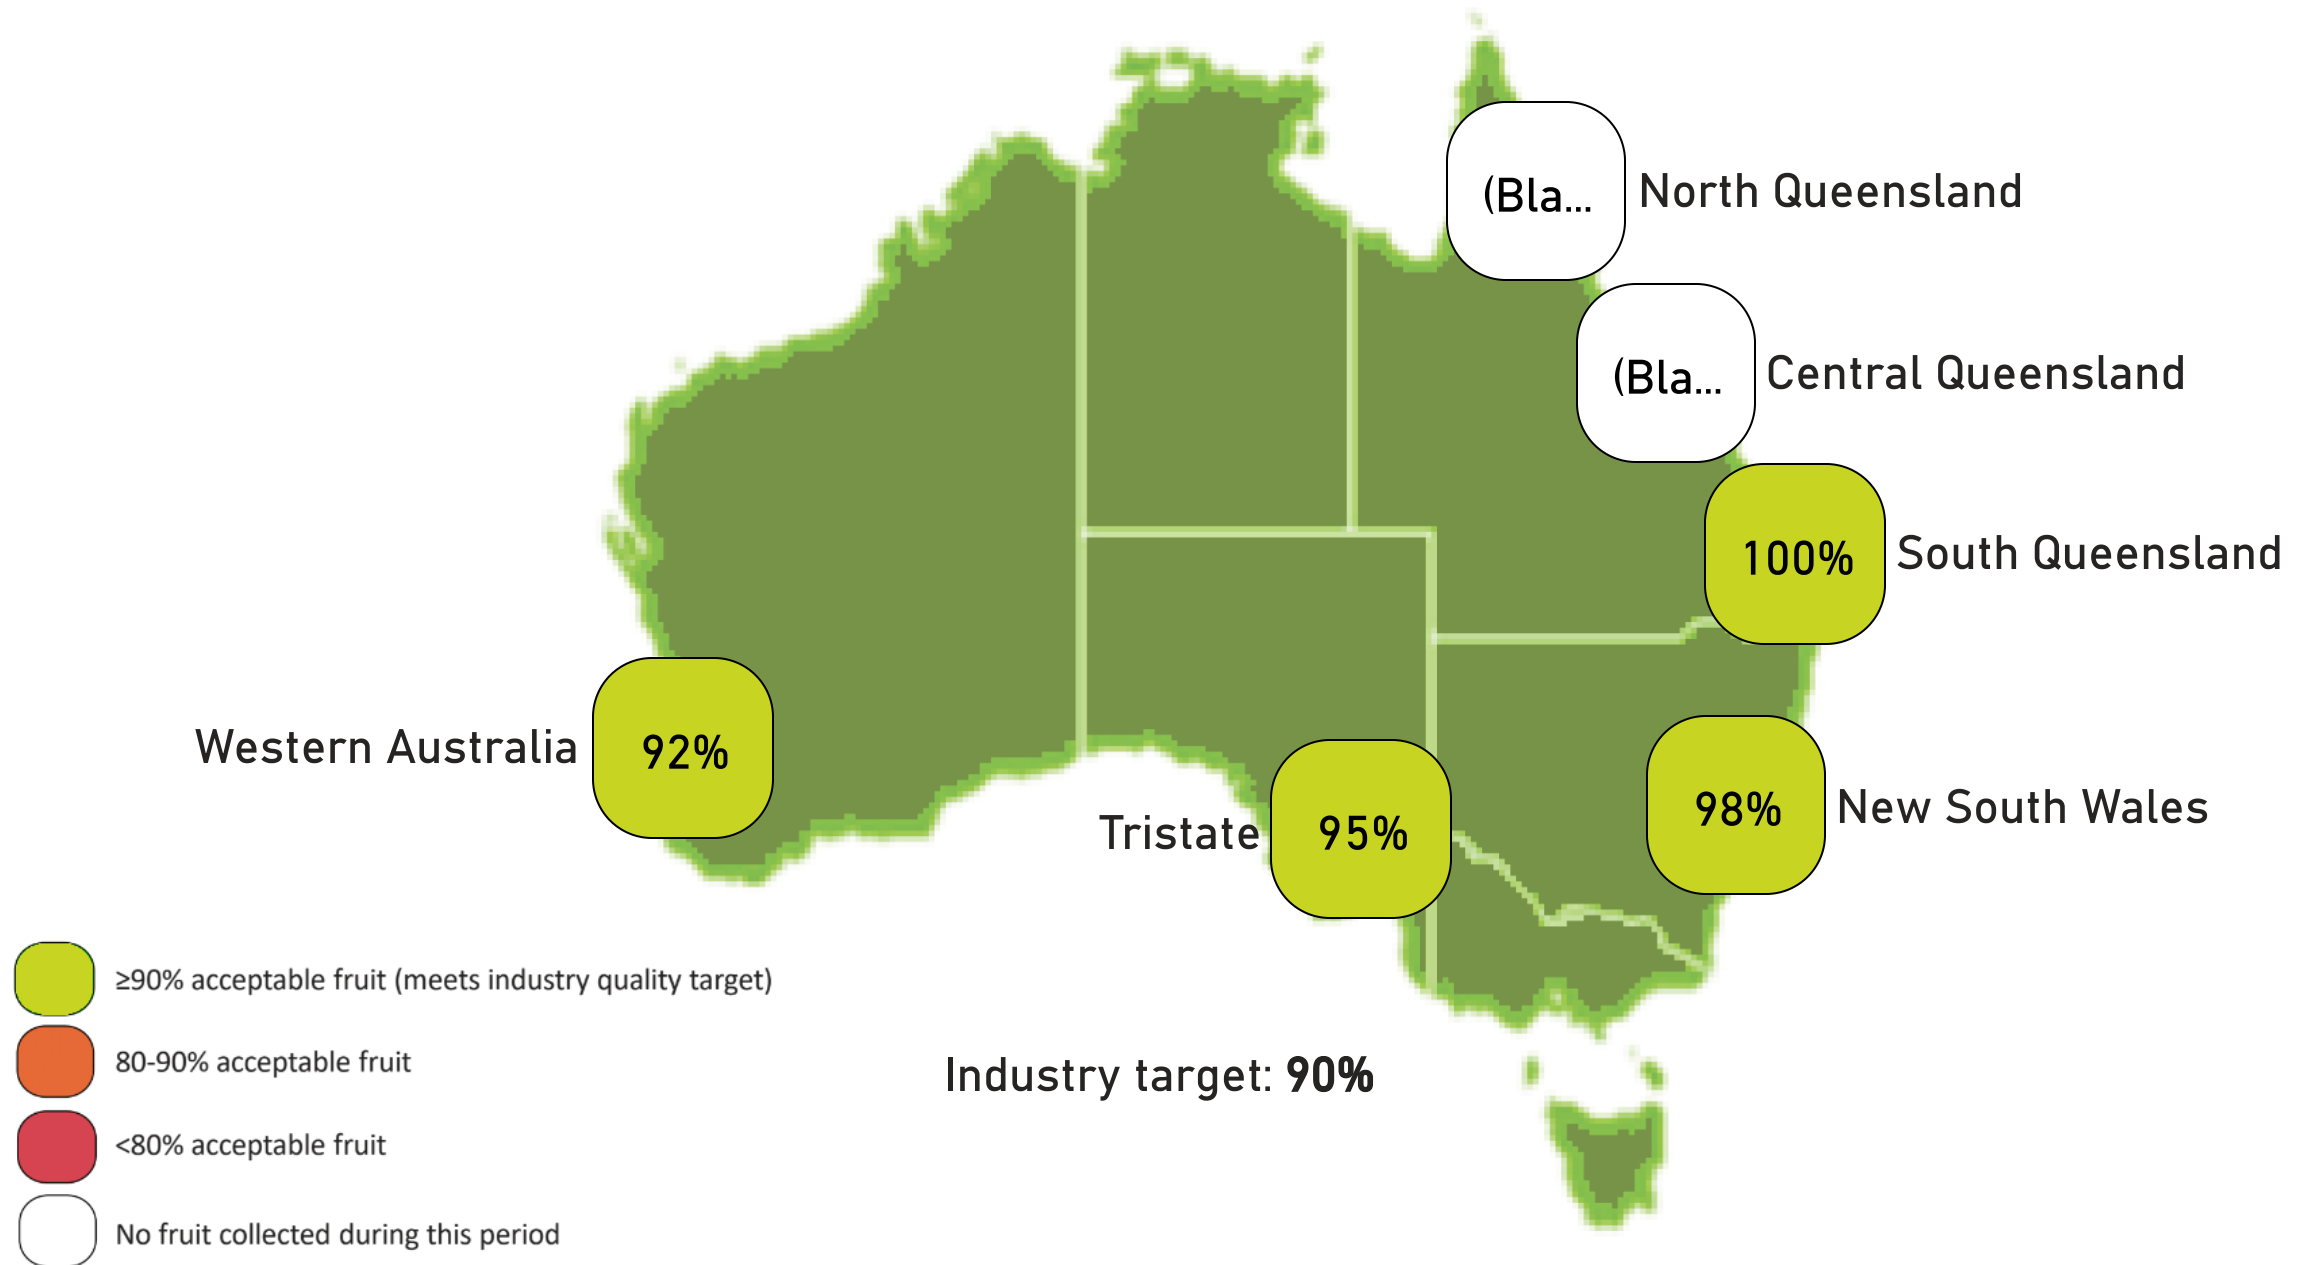 (Bla...
North Queensland
(Bla...
Central Queensland
100%
South Queensland
Western Australia
92%
Tristate
95%
98%
New South Wales
≥90% acceptable fruit (meets industry quality target)
80-90% acceptable fruit
Industry target: 90%
<80% acceptable fruit
No fruit collected during this period